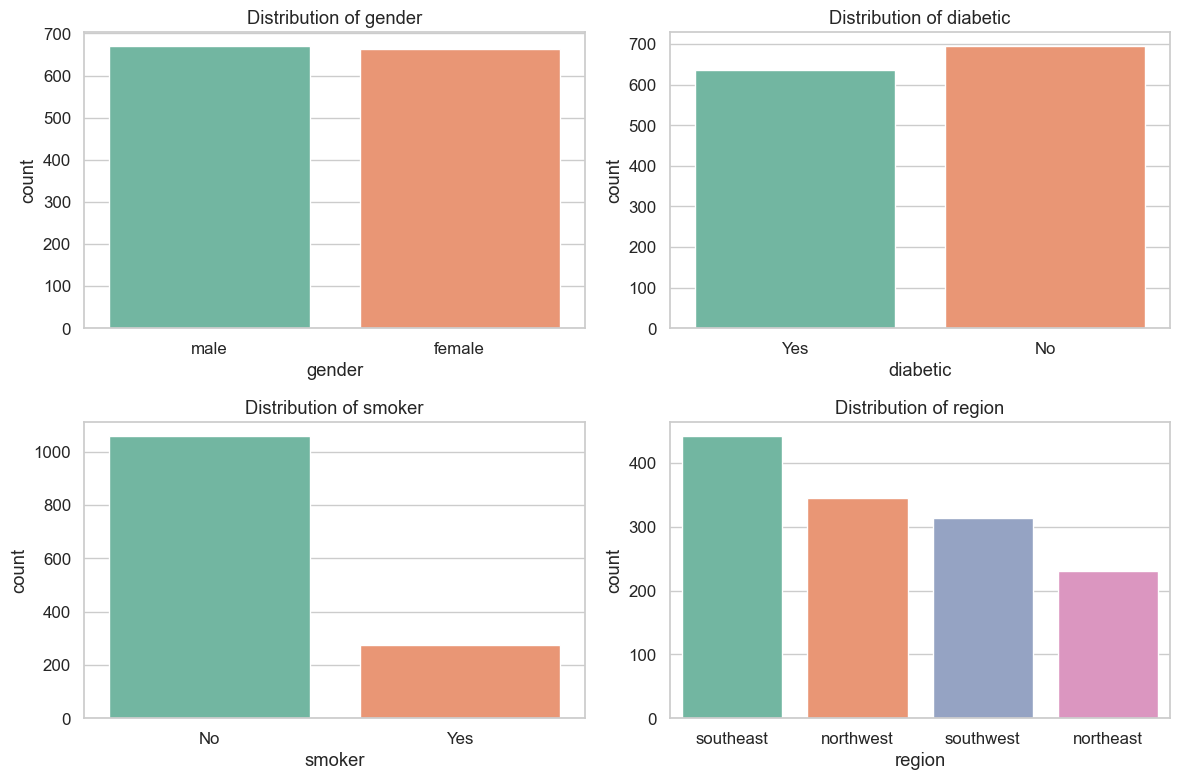 Distribution of gender
700
600
500
400
300
200
100
0
count
male female
gender
Distribution of diabetic
700
600
500
400
300
200
100
0
count
Yes No
diabetic
Distribution of smoker
1000
800
600
400
200
0
count
No Yes
smoker
Distribution of region
400
300
200
100
0
count
southeast northwest southwest northeast
region